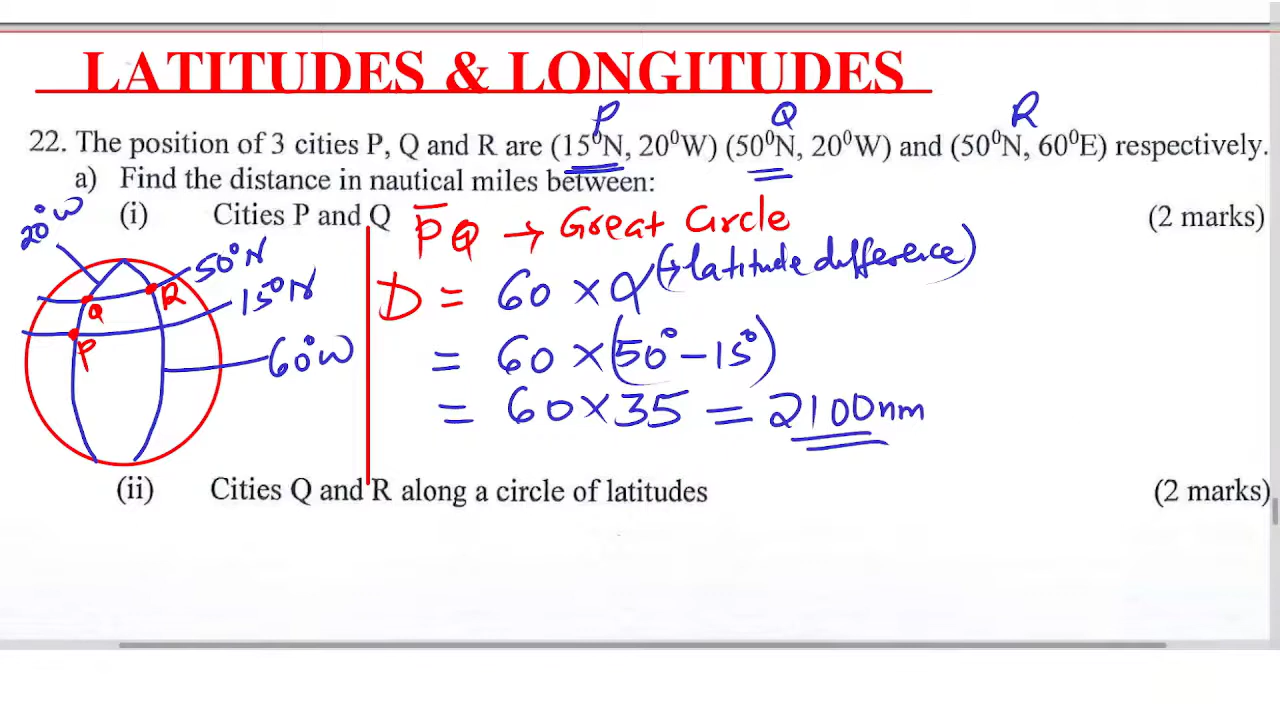 LATITUDES & LONGITUDES
P Q R
22. The position of 3 cities P, Q and R are (15⁰N, 20⁰W) (50⁰N, 20⁰W) and (50⁰N, 60⁰E) respectively.
a) Find the distance in nautical miles between:
(i) Cities P and Q (2 marks)
PQ → Great Circle
20°W
50°N
15°N
60°W
Q
R
P
D = 60 × α (→ latitude difference)
= 60 × (50° - 15°)
= 60 × 35 = 2100nm
(ii) Cities Q and R along a circle of latitudes (2 marks)